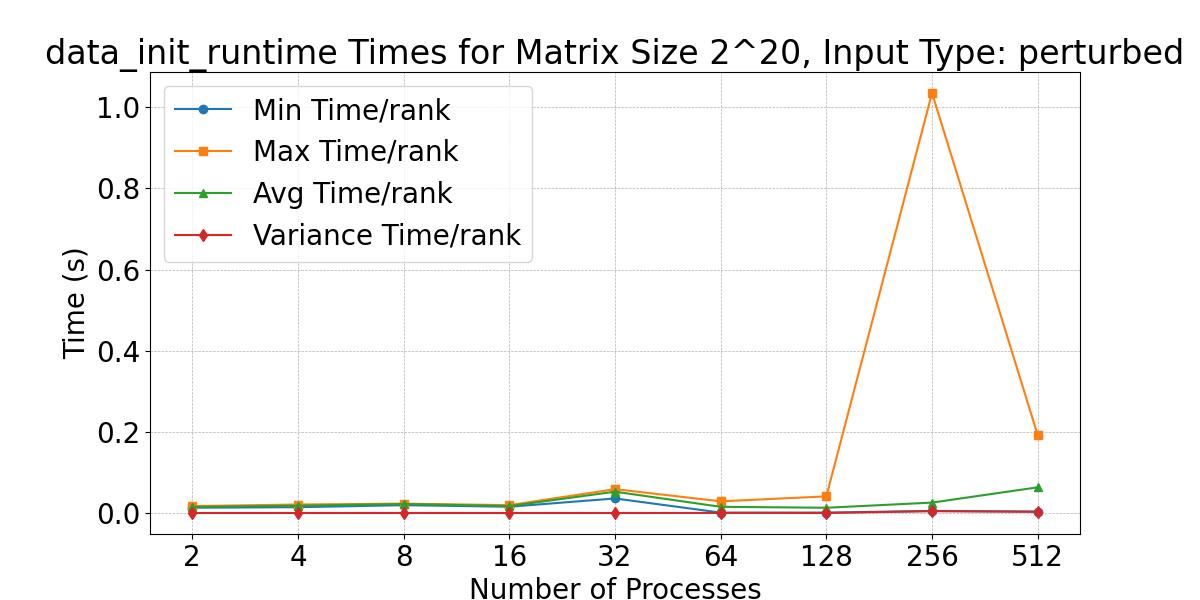 data_init_runtime Times for Matrix Size 2^20, Input Type: perturbed
Min Time/rank
Max Time/rank
Avg Time/rank
Variance Time/rank
Time (s)
1.0
0.8
0.6
0.4
0.2
0.0
2 4 8 16 32 64 128 256 512
Number of Processes